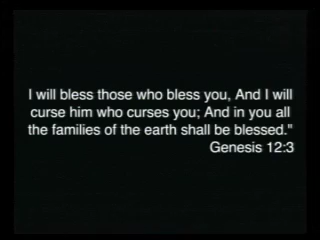 I will bless those who bless you, And I will
curse him who curses you; And in you all
the families of the earth shall be blessed."
Genesis 12:3